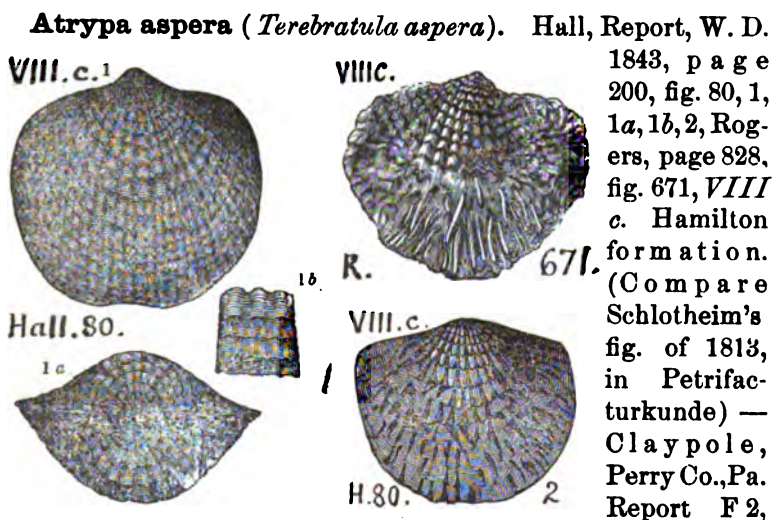 Atrypa aspera (Terebratula aspera). Hall, Report, W. D.
1843, page
200, fig. 80, 1,
1a, 1b, 2, Rog-
ers, page 828,
fig. 671, VIII
c. Hamilton
formation.
(Compare
Schlotheim's
fig. of 1813,
in Petrifac-
turkunde) —
Claypole,
Perry Co., Pa.
Report F 2,
VIII.c. 1
VIIIC.
R. 671.
1b
Hall.80.
1a
VIII.c.
H.80. 2